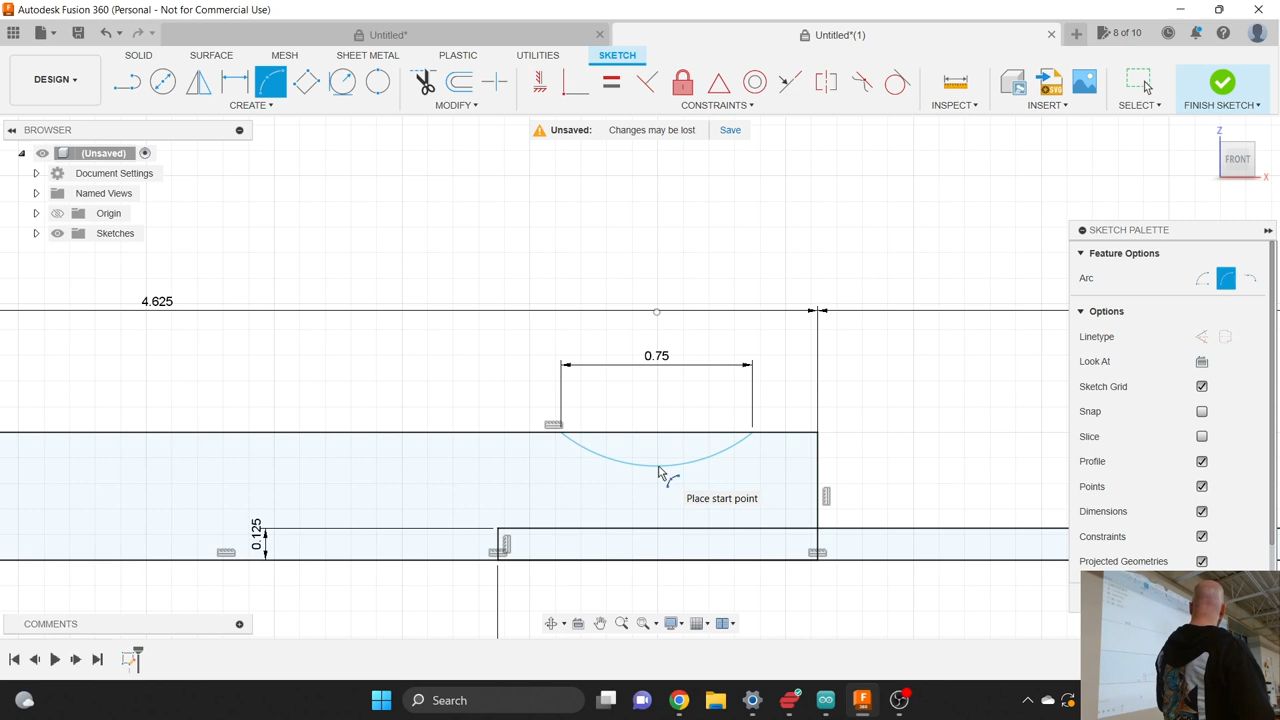 Autodesk Fusion 360 (Personal - Not for Commercial Use)
Untitled*
Untitled*(1)
8 of 10
DESIGN
SOLID
SURFACE
MESH
SHEET METAL
PLASTIC
UTILITIES
SKETCH
CREATE
MODIFY
CONSTRAINTS
INSPECT
INSERT
SELECT
FINISH SKETCH
SVG
BROWSER
Unsaved: Changes may be lost Save
(Unsaved)
Document Settings
Named Views
Origin
Sketches
Z
FRONT
X
SKETCH PALETTE
Feature Options
Arc
Options
Linetype
Look At
Sketch Grid
Snap
Slice
Profile
Points
Dimensions
Constraints
Projected Geometries
4.625
0.75
0.125
Place start point
COMMENTS
Search
F
360